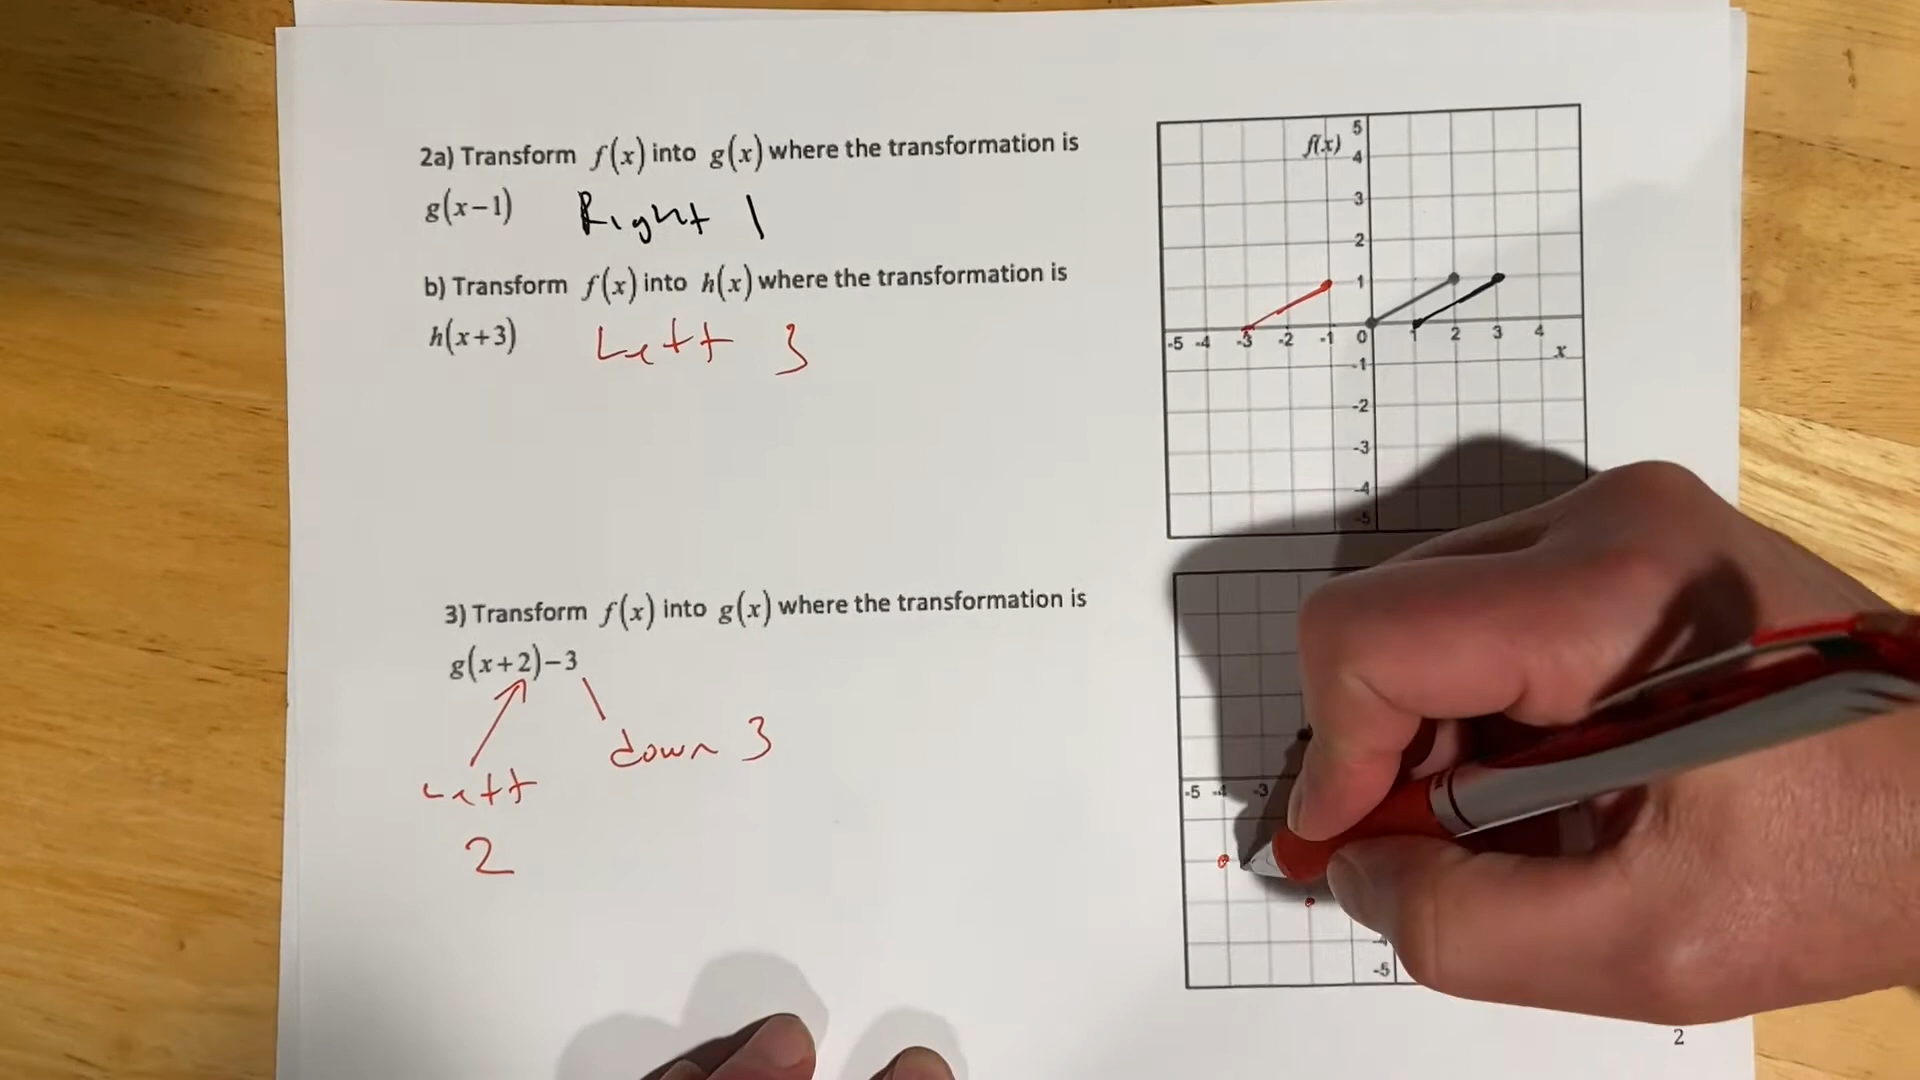 2a) Transform f(x) into g(x) where the transformation is
g(x-1) Right 1
b) Transform f(x) into h(x) where the transformation is
h(x+3) Left 3
3) Transform f(x) into g(x) where the transformation is
g(x+2)-3
down 3
Left
2
f(x)
5
4
3
2
1
-5 -4 -3 -2 -1 0 1 2 3 4
x
-1
-2
-3
-4
-5
-5 -4 -3
-4
-5
2